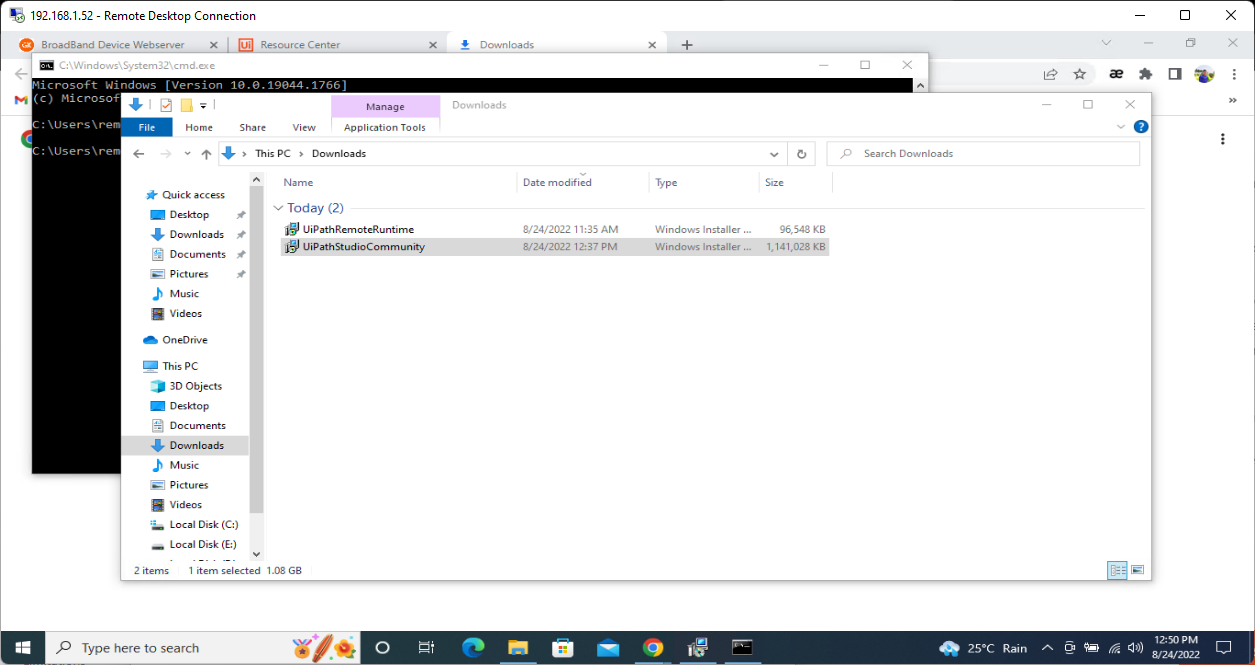 192.168.1.52 - Remote Desktop Connection
BroadBand Device Webserver
Resource Center
Downloads
C:\Windows\System32\cmd.exe
Microsoft Windows [Version 10.0.19044.1766]
(c) Microsof
C:\Users\rem
C:\Users\rem
Manage
Downloads
File
Home
Share
View
Application Tools
This PC > Downloads
Search Downloads
Name
Date modified
Type
Size
Today (2)
UiPathRemoteRuntime 8/24/2022 11:35 AM Windows Installer ... 96,548 KB
UiPathStudioCommunity 8/24/2022 12:37 PM Windows Installer ... 1,141,028 KB
Quick access
Desktop
Downloads
Documents
Pictures
Music
Videos
OneDrive
This PC
3D Objects
Desktop
Documents
Downloads
Music
Pictures
Videos
Local Disk (C:)
Local Disk (E:)
2 items 1 item selected 1.08 GB
Type here to search
25°C Rain
12:50 PM
8/24/2022